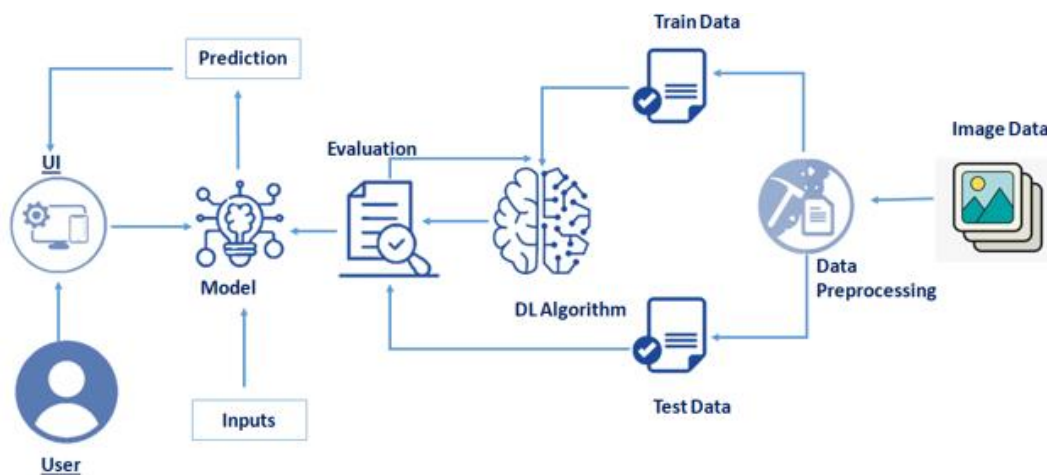 Train Data
Prediction
Image Data
Evaluation
UI
Model
DL Algorithm
Data
Preprocessing
Inputs
Test Data
User